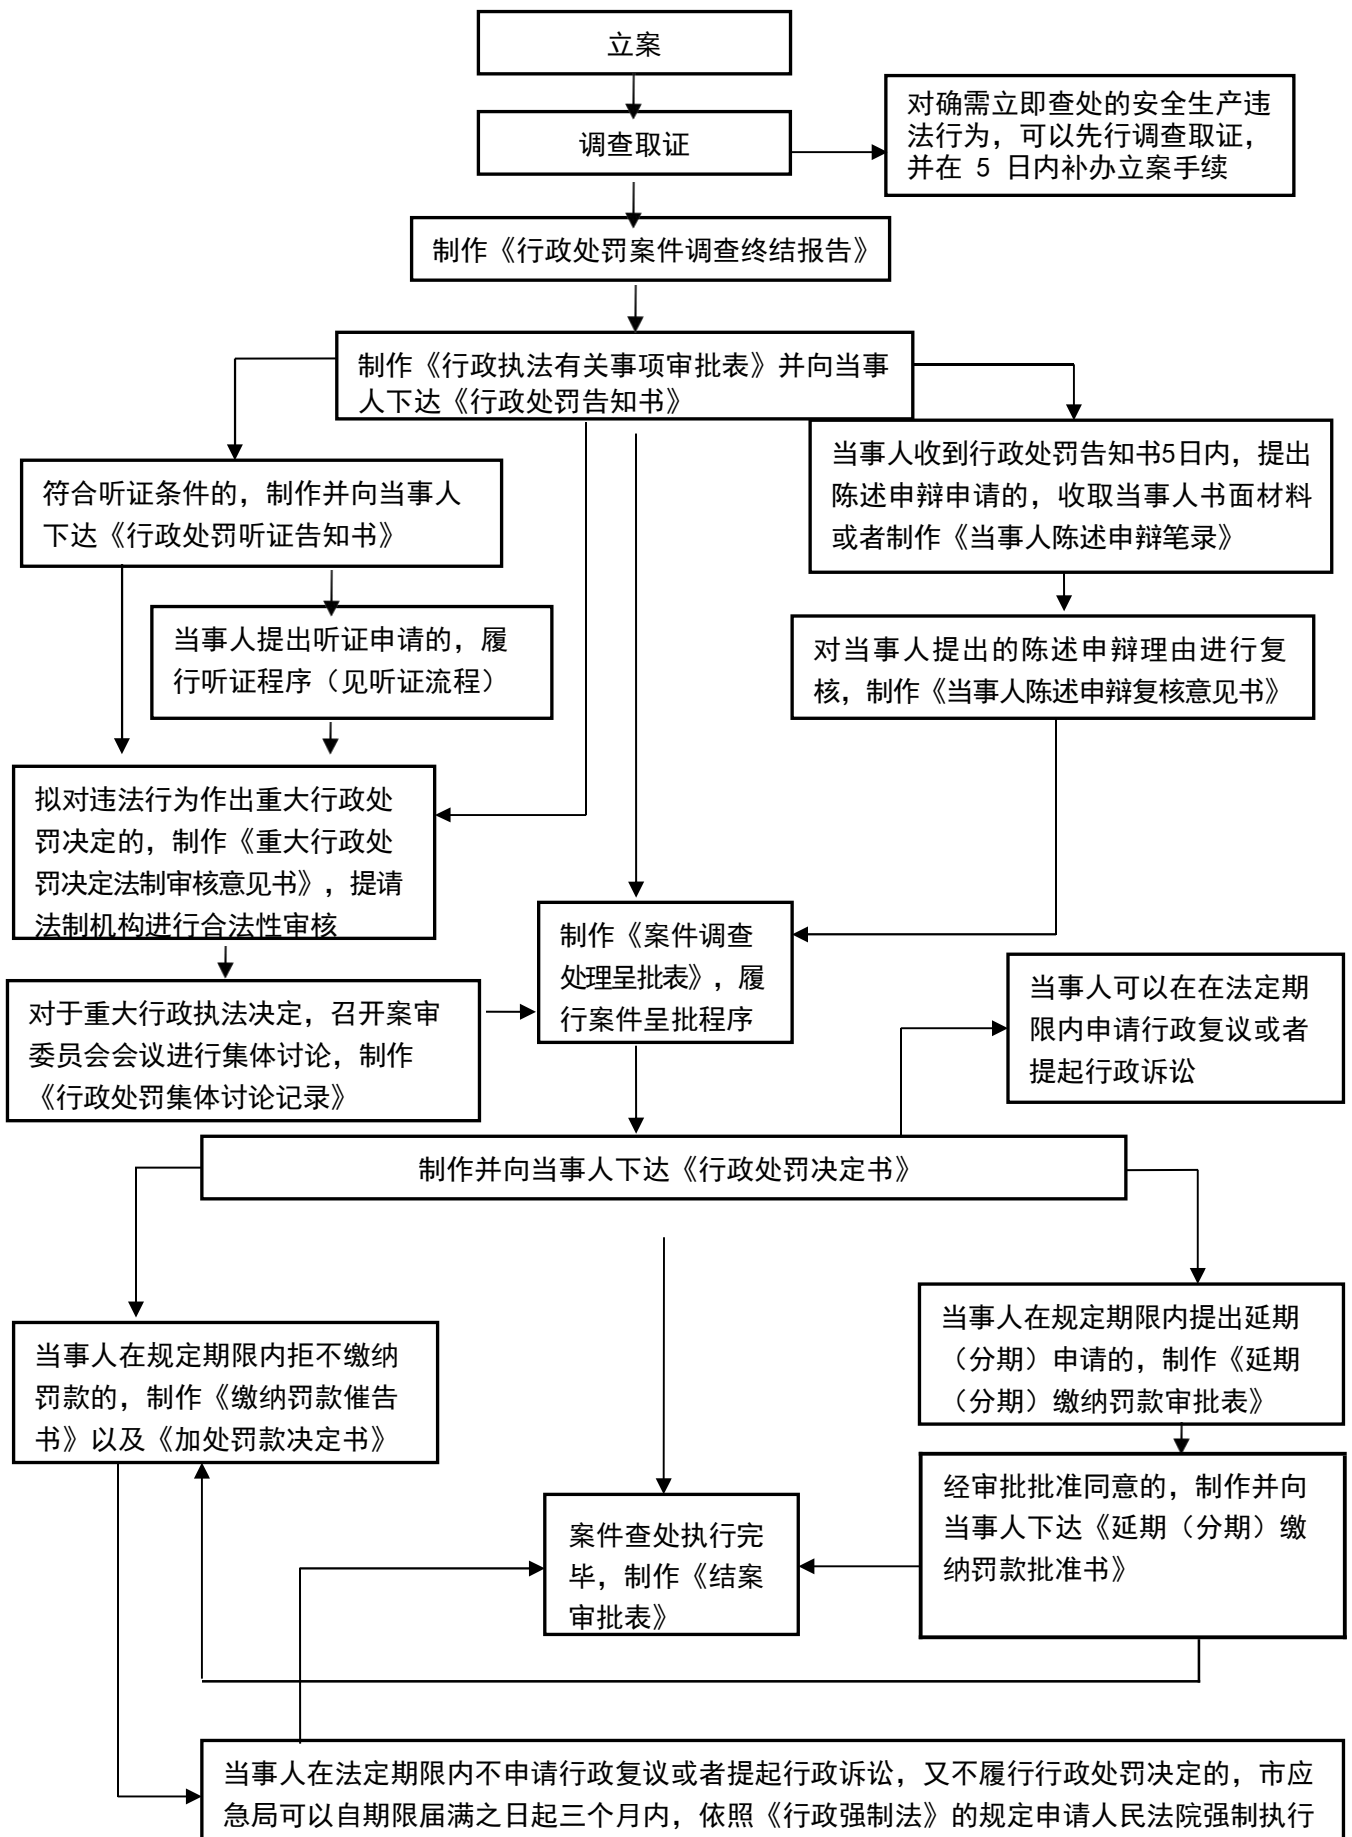 立案
对确需立即查处的安全生产违
法行为，可以先行调查取证，
并在 5 日内补办立案手续
调查取证
制作《行政处罚案件调查终结报告》
制作《行政执法有关事项审批表》并向当事
人下达《行政处罚告知书》
当事人收到行政处罚告知书5日内，提出
陈述申辩申请的，收取当事人书面材料
或者制作《当事人陈述申辩笔录》
符合听证条件的，制作并向当事人
下达《行政处罚听证告知书》
当事人提出听证申请的，履
行听证程序（见听证流程）
对当事人提出的陈述申辩理由进行复
核，制作《当事人陈述申辩复核意见书》
拟对违法行为作出重大行政处
罚决定的，制作《重大行政处
罚决定法制审核意见书》，提请
法制机构进行合法性审核
制作《案件调查
处理呈批表》，履
行案件呈批程序
当事人可以在在法定期
限内申请行政复议或者
提起行政诉讼
对于重大行政执法决定，召开案审
委员会会议进行集体讨论，制作
《行政处罚集体讨论记录》
制作并向当事人下达《行政处罚决定书》
当事人在规定期限内提出延期
（分期）申请的，制作《延期
（分期）缴纳罚款审批表》
当事人在规定期限内拒不缴纳
罚款的，制作《缴纳罚款催告
书》以及《加处罚款决定书》
经审批批准同意的，制作并向
当事人下达《延期（分期）缴
纳罚款批准书》
案件查处执行完
毕，制作《结案
审批表》
当事人在法定期限内不申请行政复议或者提起行政诉讼，又不履行行政处罚决定的，市应
急局可以自期限届满之日起三个月内，依照《行政强制法》的规定申请人民法院强制执行